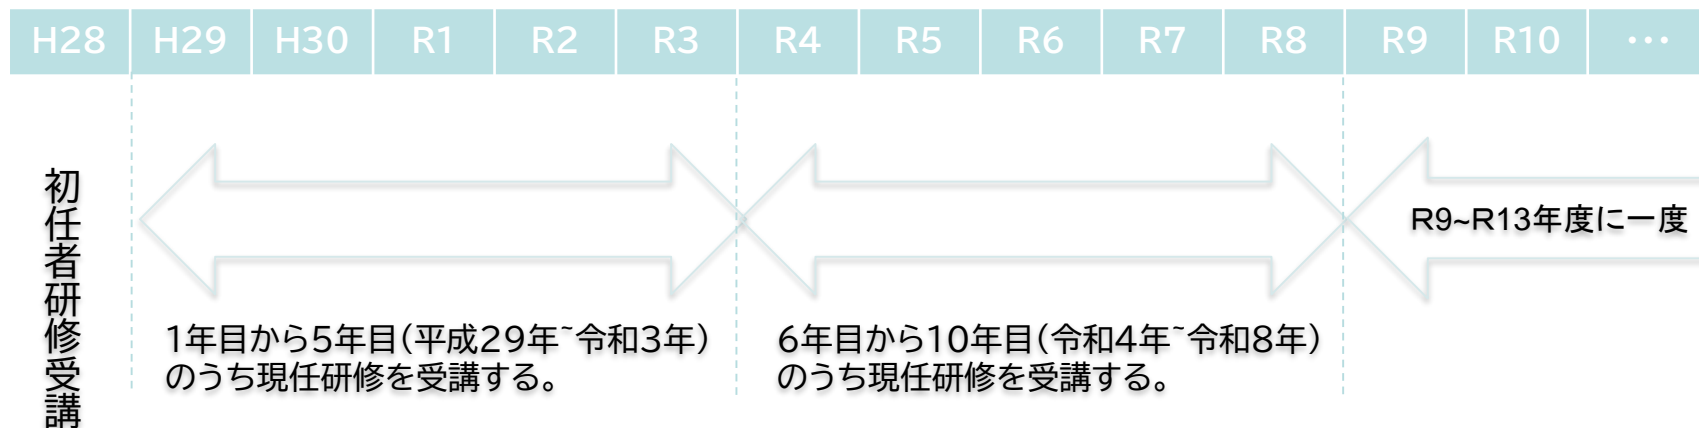 H28 H29 H30 R1 R2 R3 R4 R5 R6 R7 R8 R9 R10 ･･･
初任者研修受講
R9~R13年度に一度
1年目から5年目(平成29年~令和3年)
のうち現任研修を受講する。
6年目から10年目(令和4年~令和8年)
のうち現任研修を受講する。